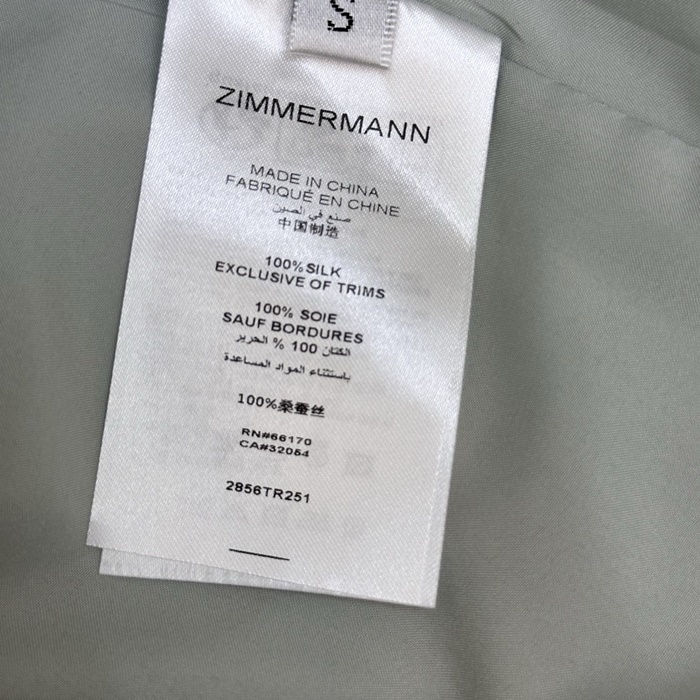 S
ZIMMERMANN
MADE IN CHINA
FABRIQUÉ EN CHINE
صنع في الصين
中国制造
100% SILK
EXCLUSIVE OF TRIMS
100% SOIE
SAUF BORDURES
الكتان 100 % الحرير
باستثناء المواد المساعدة
100%桑蚕丝
RN#66170
CA#32054
2856TR251